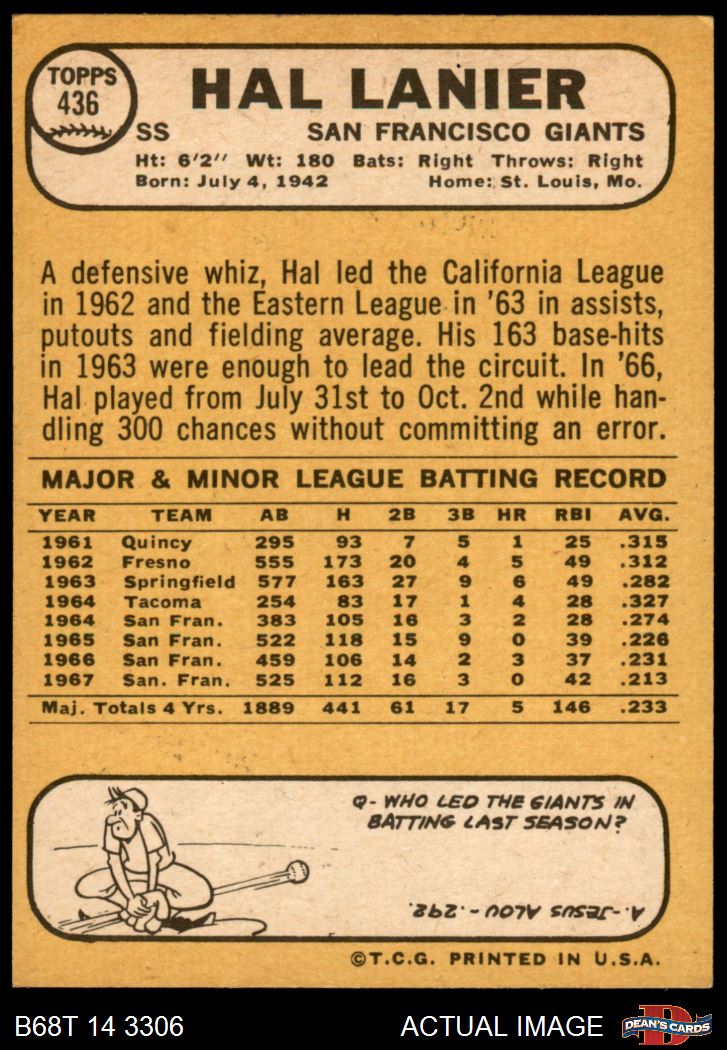 TOPPS
436
HAL LANIER
SS SAN FRANCISCO GIANTS
Ht: 6'2" Wt: 180 Bats: Right Throws: Right
Born: July 4, 1942 Home: St. Louis, Mo.
A defensive whiz, Hal led the California League
in 1962 and the Eastern League in '63 in assists,
putouts and fielding average. His 163 base-hits
in 1963 were enough to lead the circuit. In '66,
Hal played from July 31st to Oct. 2nd while han-
dling 300 chances without committing an error.
MAJOR & MINOR LEAGUE BATTING RECORD
YEAR TEAM AB H 2B 3B HR RBI AVG.
1961 Quincy 295 93 7 5 1 25 .315
1962 Fresno 555 173 20 4 5 49 .312
1963 Springfield 577 163 27 9 6 49 .282
1964 Tacoma 254 83 17 1 4 28 .327
1964 San Fran. 383 105 16 3 2 28 .274
1965 San Fran. 522 118 15 9 0 39 .226
1966 San Fran. 459 106 14 2 3 37 .231
1967 San. Fran. 525 112 16 3 0 42 .213
Maj. Totals 4 Yrs. 1889 441 61 17 5 146 .233
Q- WHO LED THE GIANTS IN
BATTING LAST SEASON?
A.- JESUS ALOU - .292.
©T.C.G. PRINTED IN U.S.A.
B68T 14 3306 ACTUAL IMAGE
D
DEAN'S CARDS